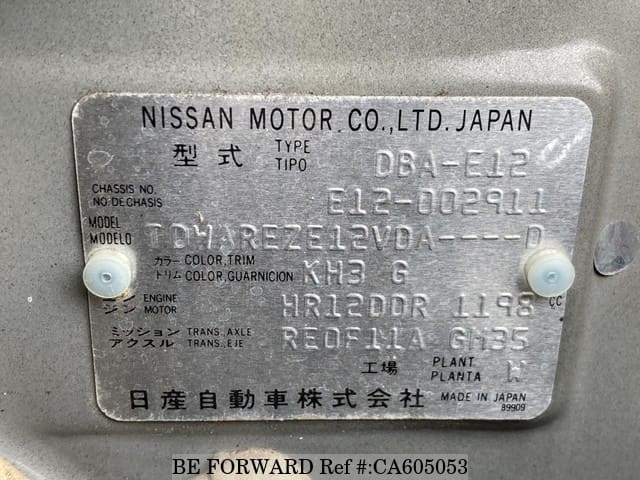 NISSAN MOTOR CO.,LTD. JAPAN
型式 TYPE TIPO DBA-E12
CHASSIS NO. NO DE CHASIS E12-002911
MODEL MODELO TDWAREZE12VDA----D
カラー COLOR,TRIM
トリム COLOR,GUARNICION KH3 G
ENGINE
ジン MOTOR HR12DDR 1198 CC
ミッション TRANS.,AXLE
アクスル TRANS.,EJE RE0F11A GM35
工場 PLANT PLANTA W
日産自動車株式会社 MADE IN JAPAN
89909
BE FORWARD Ref #:CA605053